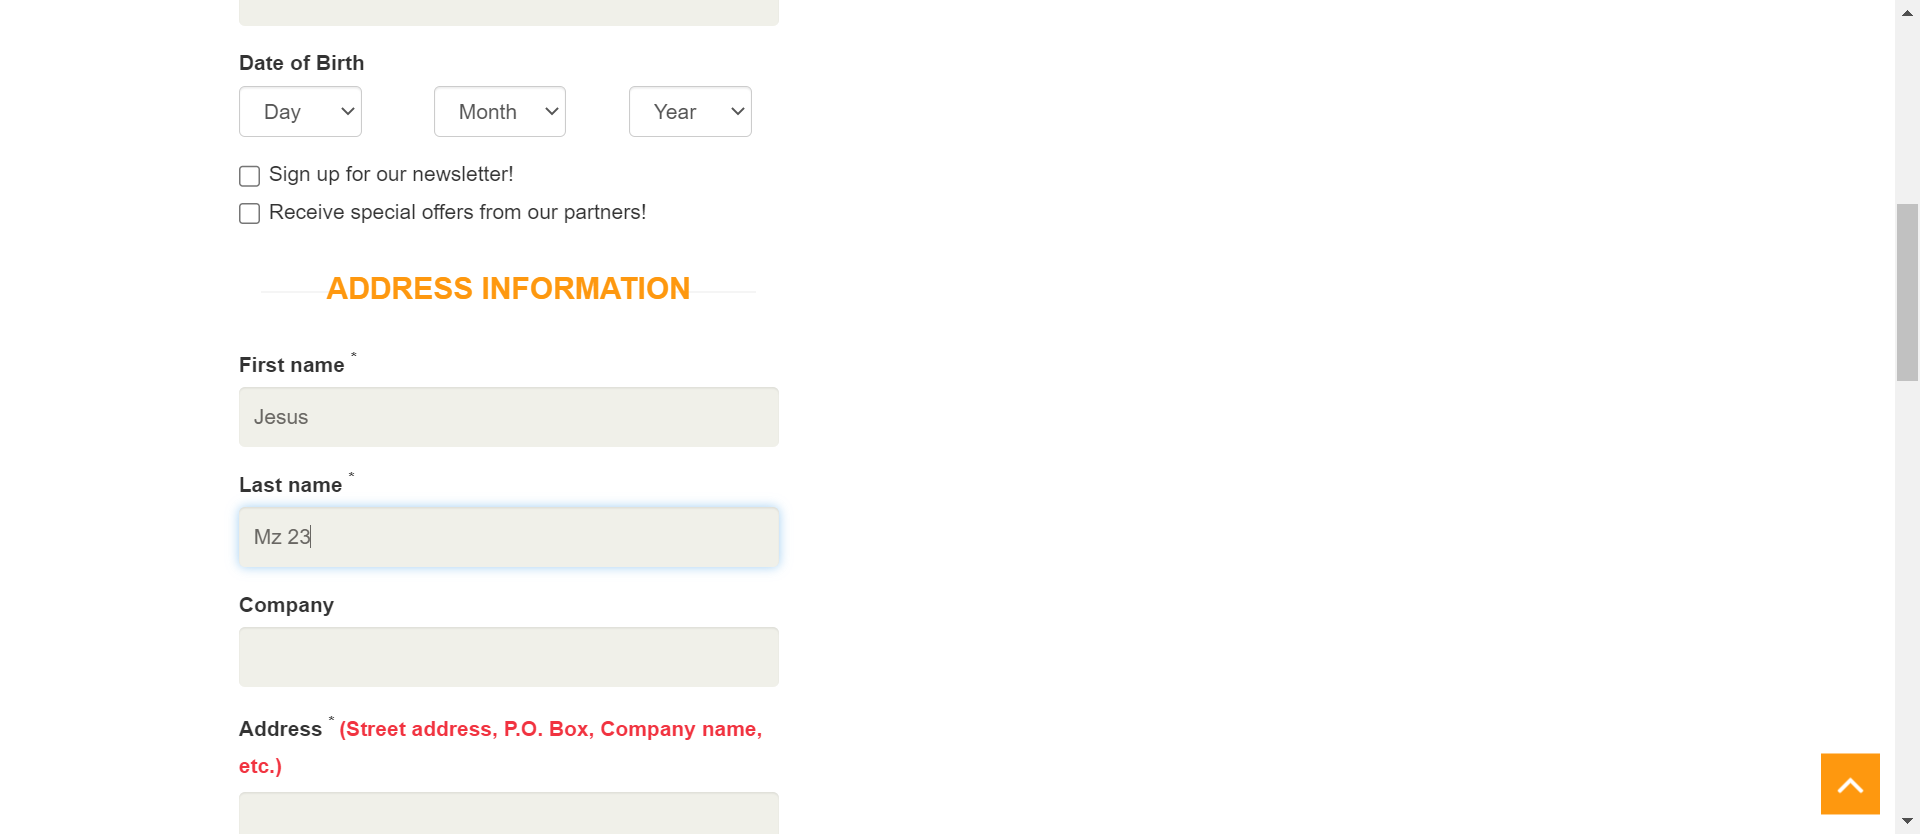 Date of Birth
Day Month Year
Sign up for our newsletter!
Receive special offers from our partners!
ADDRESS INFORMATION
First name *
Jesus
Last name *
Mz 23
Company
Address * (Street address, P.O. Box, Company name,
etc.)